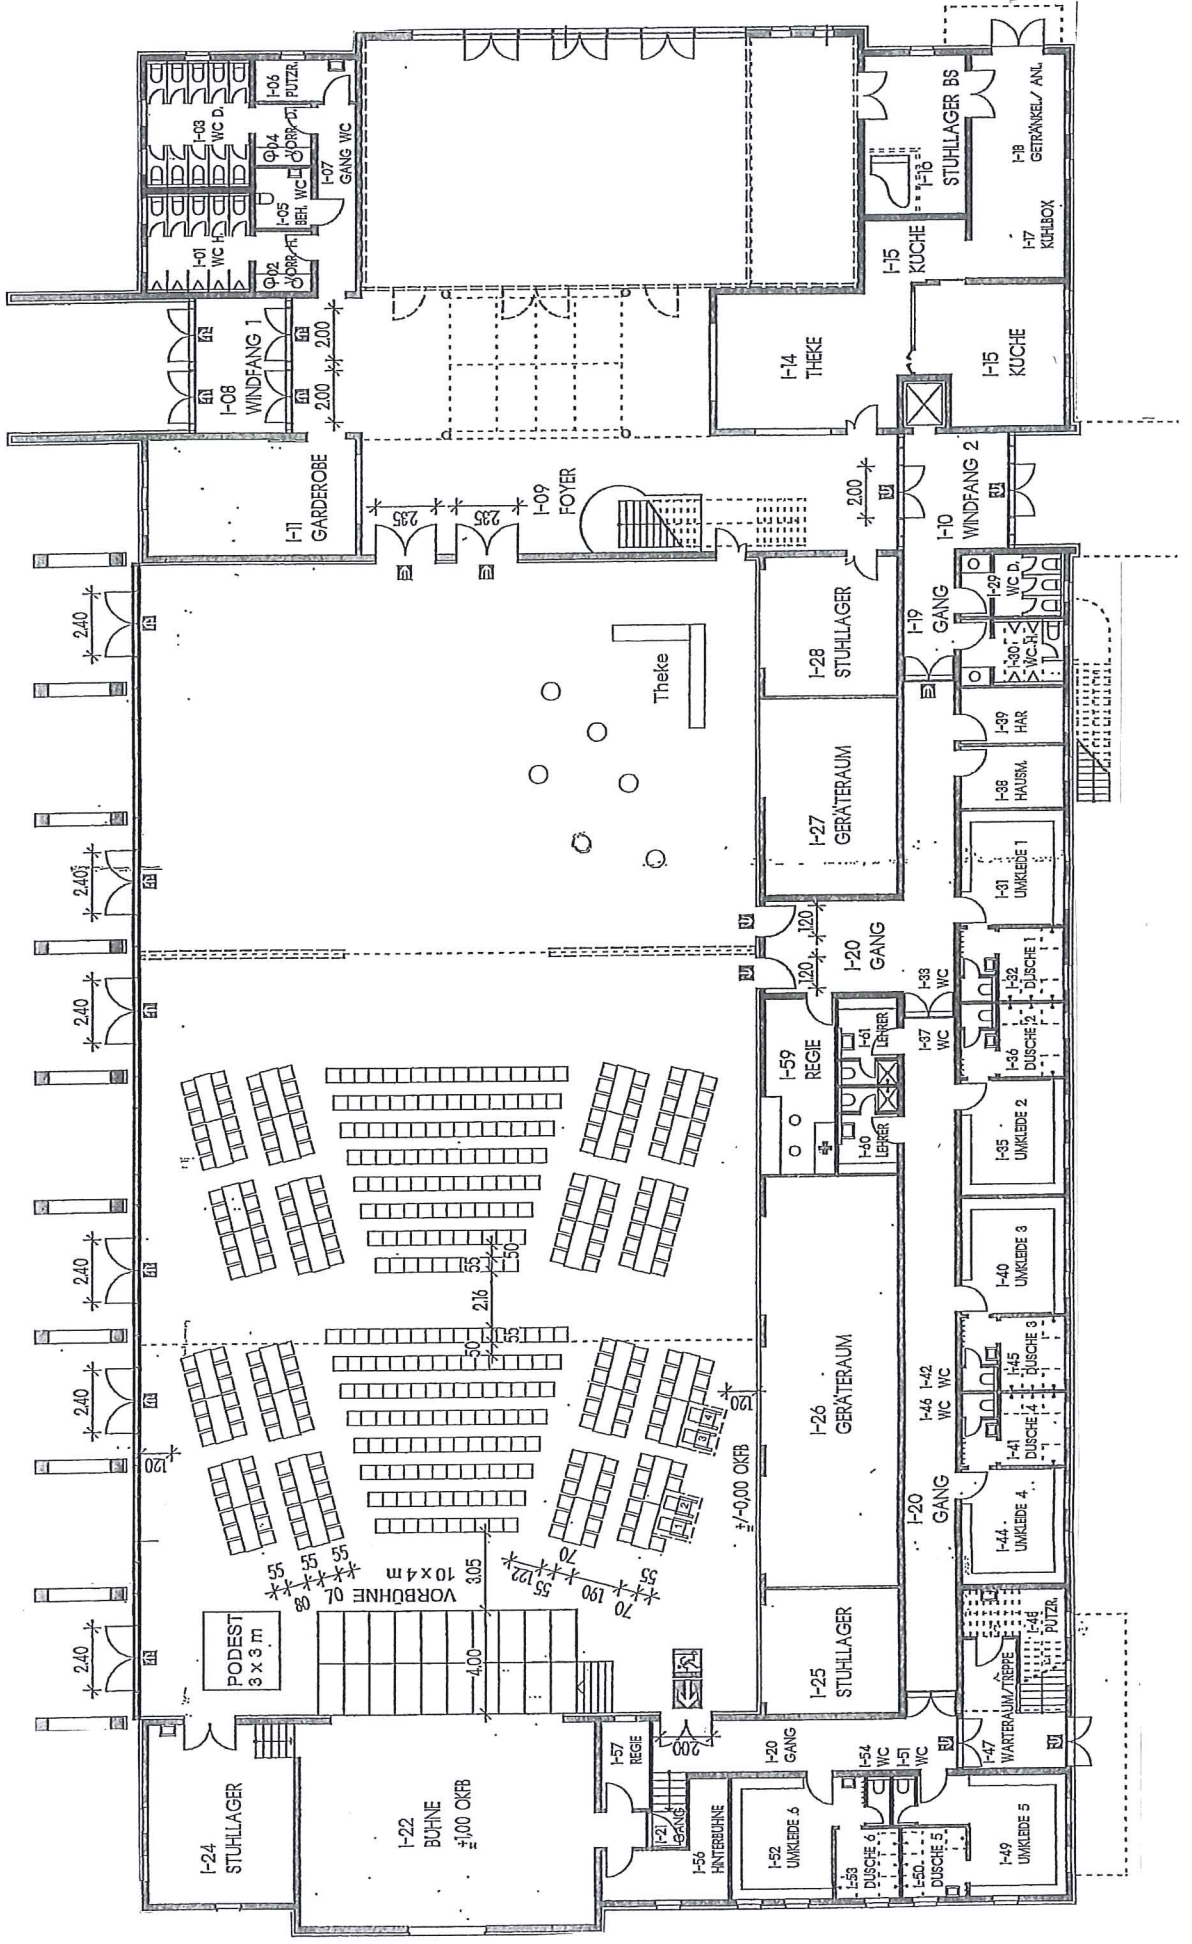 I-06
PUTZR.
I-03
WC D.
I-04
VORR. D.
I-07
GANG WC
I-05
BEH. WC
I-01
WC H.
I-02
VORR. H.
I-08
WINDFANG 1
2.00
2.00
I-11
GARDEROBE
I-09
FOYER
2.35
2.35
2.00
I-16
STUHLLAGER BS
I-18
GETRÄNKEL/ ANL.
I-17
KÜHLBOX
I-15
KÜCHE
I-14
THEKE
I-15
KÜCHE
I-10
WINDFANG 2
I-19
GANG
I-29
WC D.
I-30
WC H.
I-28
STUHLLAGER
I-39
HAR
I-38
HAUSM.
I-27
GERÄTERAUM
I-31
UMKLEIDE 1
Theke
2.40
2.40
2.40
2.40
2.40
2.40
1.20
1.20
I-20
GANG
I-33
WC
I-32
DUSCHE 1
I-37
WC
I-36
DUSCHE 2
I-59
REGIE
I-61
LEHRER
I-60
LEHRER
I-35
UMKLEIDE 2
I-40
UMKLEIDE 3
I-26
GERÄTERAUM
I-42
WC
I-45
DUSCHE 3
I-46
WC
I-41
DUSCHE 4
I-20
GANG
I-44
UMKLEIDE 4
50
55
2.16
55
50
120
120
4
3
2
1
+/-0,00 OKFB
55
55
55
70
80
VORBÜHNE
10 x 4 m
3.05
70
55
122
190
70
55
PODEST
3 x 3 m
4.00
I-25
STUHLLAGER
I-48
PUTZR.
I-47
WARTERAUM/TREPPE
2.00
I-20
GANG
I-54
WC
I-51
WC
I-57
REGIE
I-21
GANG
I-56
HINTERBÜHNE
I-52
UMKLEIDE 6
I-53
DUSCHE 6
I-50
DUSCHE 5
I-49
UMKLEIDE 5
I-24
STUHLLAGER
I-22
BÜHNE
±1,00 OKFB